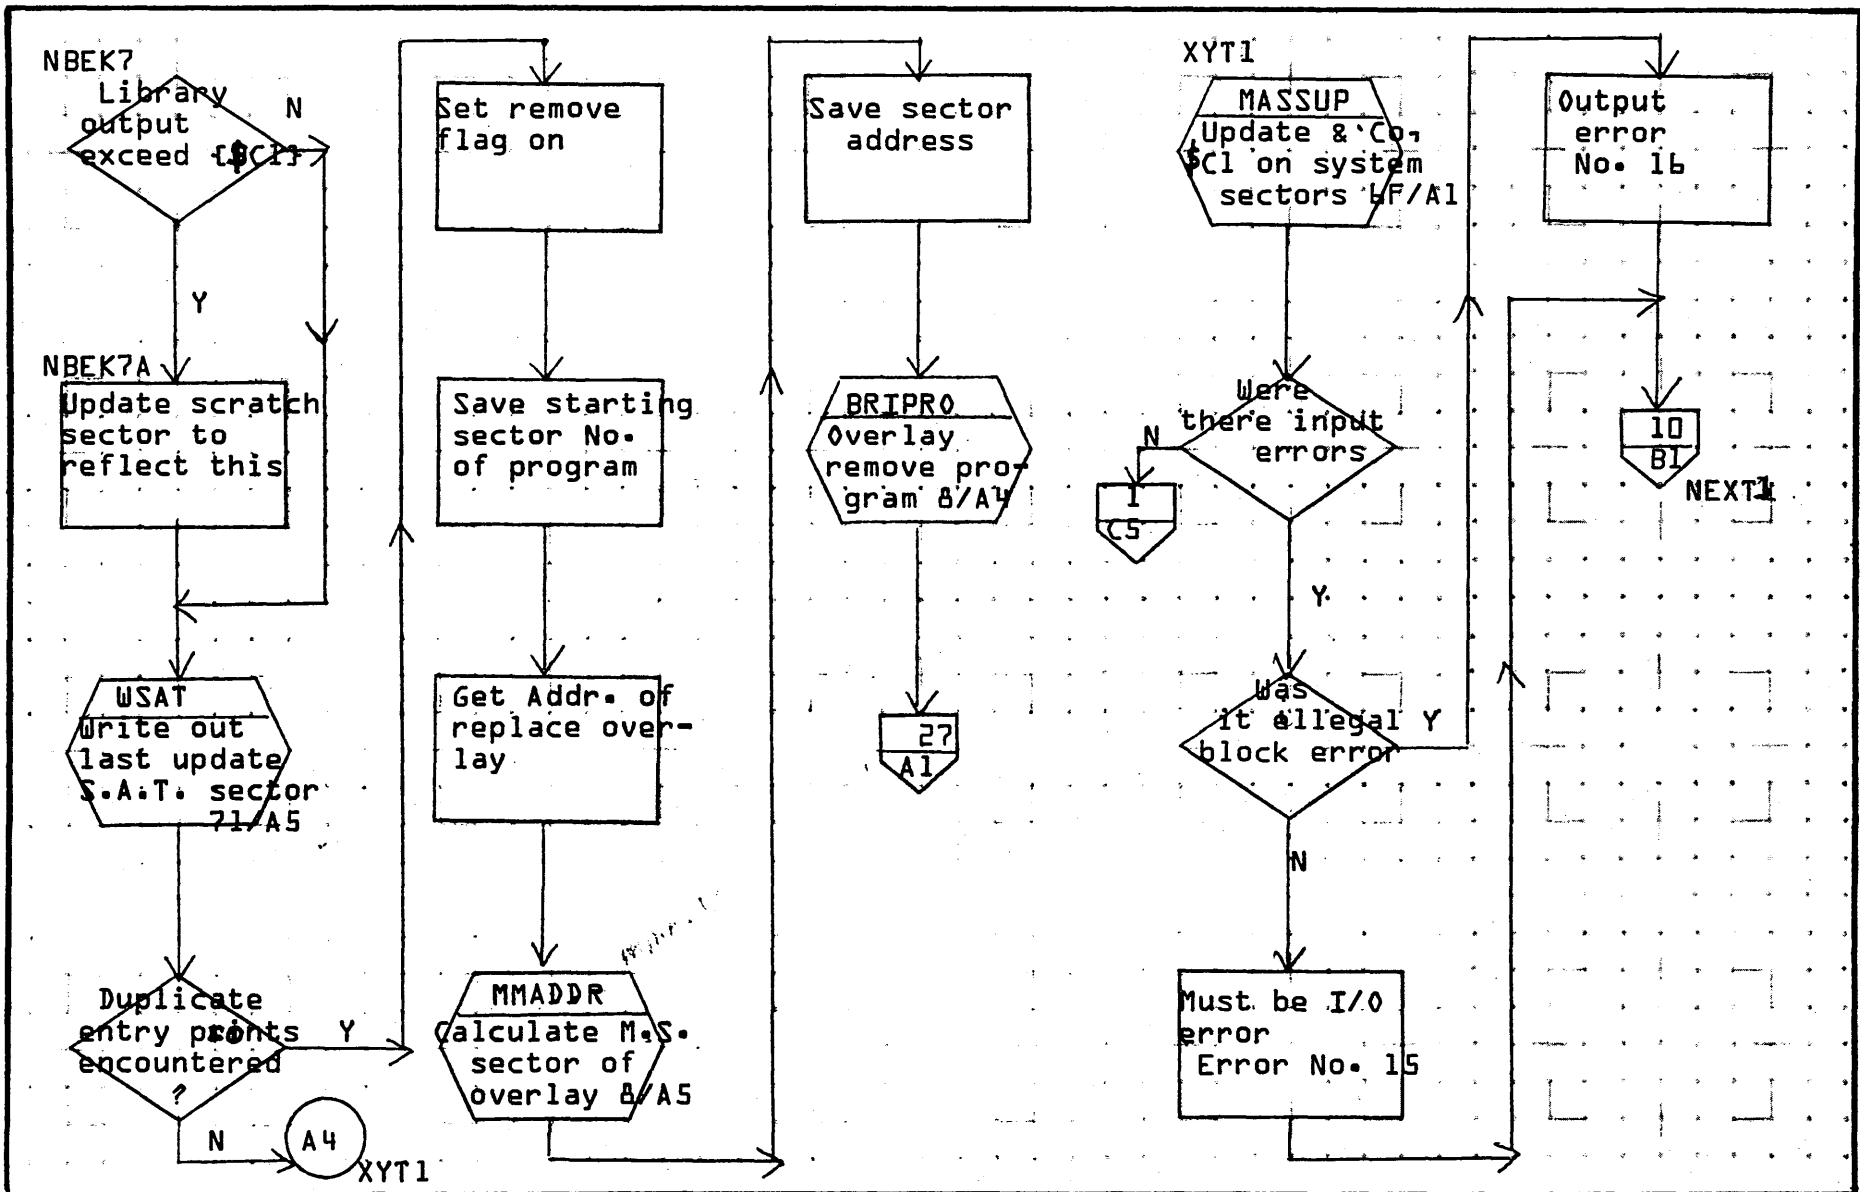 NBEK7
Library
output
exceed [$C1]
N
Y
NBEK7A
Update scratch
sector to
reflect this
WSAT
Write out
last update
S.A.T. sector
71/A5
Duplicate
entry points
encountered
?
Y
N
A4
XYT1
Set remove
flag on
Save starting
sector No.
of program
Get Addr. of
replace over-
lay
MMADDR
Calculate M.S.
sector of
overlay 8/A5
Save sector
address
BRIPRO
Overlay
remove pro-
gram 8/A4
27
A1
XYT1
MASSUP
Update & Co,
$C1 on system
sectors 6F/A1
Were
there input
errors
N
1
C5
Y
Was
it illegal
block error
Y
N
Must be I/O
error
Error No. 15
Output
error
No. 16
10
B1
NEXT1